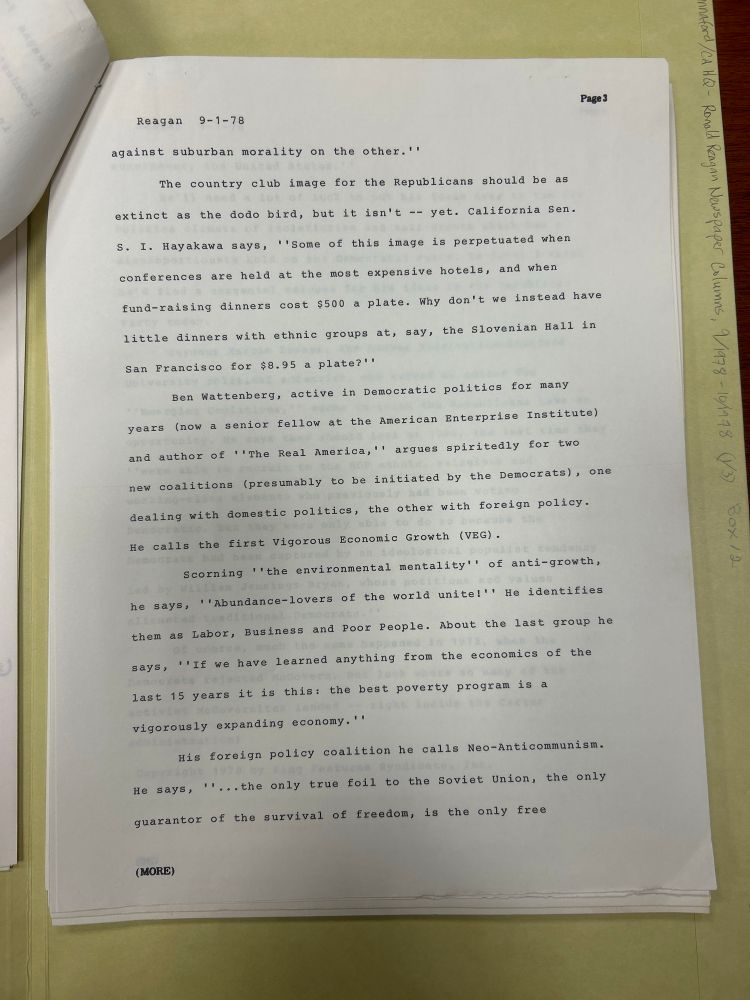 Page 3
Reagan 9-1-78
against suburban morality on the other.''
The country club image for the Republicans should be as
extinct as the dodo bird, but it isn't -- yet. California Sen.
S. I. Hayakawa says, ''Some of this image is perpetuated when
conferences are held at the most expensive hotels, and when
fund-raising dinners cost $500 a plate. Why don't we instead have
little dinners with ethnic groups at, say, the Slovenian Hall in
San Francisco for $8.95 a plate?''
Ben Wattenberg, active in Democratic politics for many
years (now a senior fellow at the American Enterprise Institute)
and author of ''The Real America,'' argues spiritedly for two
new coalitions (presumably to be initiated by the Democrats), one
dealing with domestic politics, the other with foreign policy.
He calls the first Vigorous Economic Growth (VEG).
Scorning ''the environmental mentality'' of anti-growth,
he says, ''Abundance-lovers of the world unite!'' He identifies
them as Labor, Business and Poor People. About the last group he
says, ''If we have learned anything from the economics of the
last 15 years it is this: the best poverty program is a
vigorously expanding economy.''
His foreign policy coalition he calls Neo-Anticommunism.
He says, ''...the only true foil to the Soviet Union, the only
guarantor of the survival of freedom, is the only free
(MORE)
/CA HQ - Ronald Reagan Newspaper Columns, 9/1978 - 10/1978 (1/3) Box 12